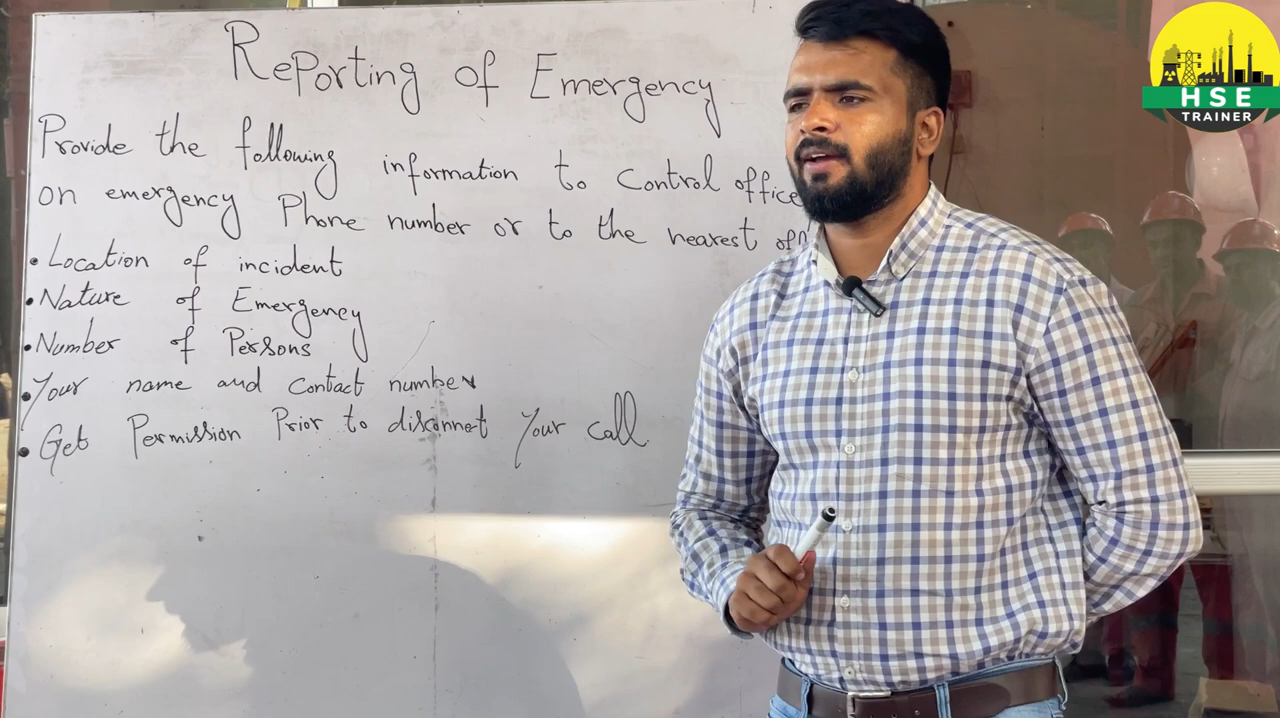 Reporting of Emergency
Provide the following information to Control office
on emergency Phone number or to the nearest off
• Location of incident
• Nature of Emergency
• Number of Persons
• Your name and Contact number
• Get Permission Prior to disconnet Your call
HSE
TRAINER